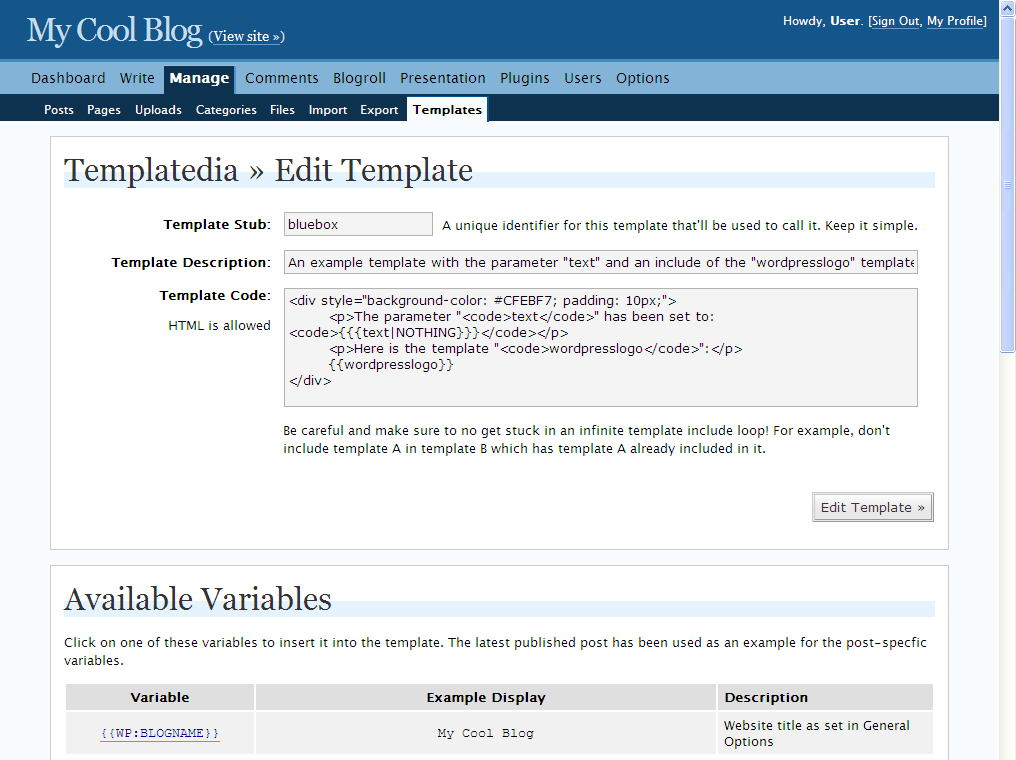 My Cool Blog (View site »)
Howdy, User. [Sign Out, My Profile]
Dashboard Write Manage Comments Blogroll Presentation Plugins Users Options
Posts Pages Uploads Categories Files Import Export Templates
Templatedia » Edit Template
Template Stub: bluebox A unique identifier for this template that'll be used to call it. Keep it simple.
Template Description: An example template with the parameter "text" and an include of the "wordpresslogo" template
Template Code:
HTML is allowed
<div style="background-color: #CFEBF7; padding: 10px;">
<p>The parameter "<code>text</code>" has been set to:
<code>{{{text|NOTHING}}}</code></p>
<p>Here is the template "<code>wordpresslogo</code>":</p>
{{wordpresslogo}}
</div>
Be careful and make sure to no get stuck in an infinite template include loop! For example, don't
include template A in template B which has template A already included in it.
Edit Template »
Available Variables
Click on one of these variables to insert it into the template. The latest published post has been used as an example for the post-specfic
variables.
Variable Example Display Description
{{WP:BLOGNAME}} My Cool Blog Website title as set in General
Options